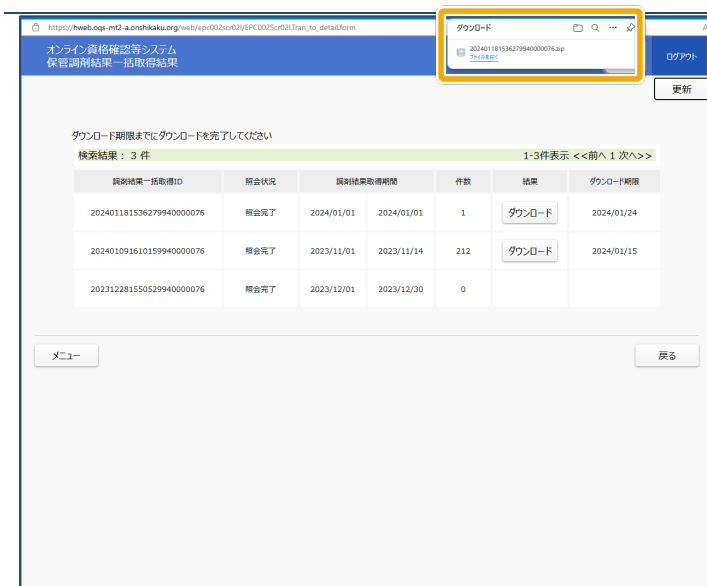 https://hweb.oqs-mt2-a.onshikaku.org/web/epc002scr02l/EPC002Scr02LTran_to_detail.form
ダウンロード
202401181536279940000076.zip
ファイルを開く
オンライン資格確認等システム
保管調剤結果一括取得結果
ログアウト
更新
ダウンロード期限までにダウンロードを完了してください
検索結果： 3 件 1-3件表示 <<前へ 1 次へ>>
調剤結果一括取得ID 照会状況 調剤結果取得期間 件数 結果 ダウンロード期限
202401181536279940000076 照会完了 2024/01/01 2024/01/01 1 ダウンロード 2024/01/24
202401091610159940000076 照会完了 2023/11/01 2023/11/14 212 ダウンロード 2024/01/15
202312281550529940000076 照会完了 2023/12/01 2023/12/30 0
メニュー 戻る